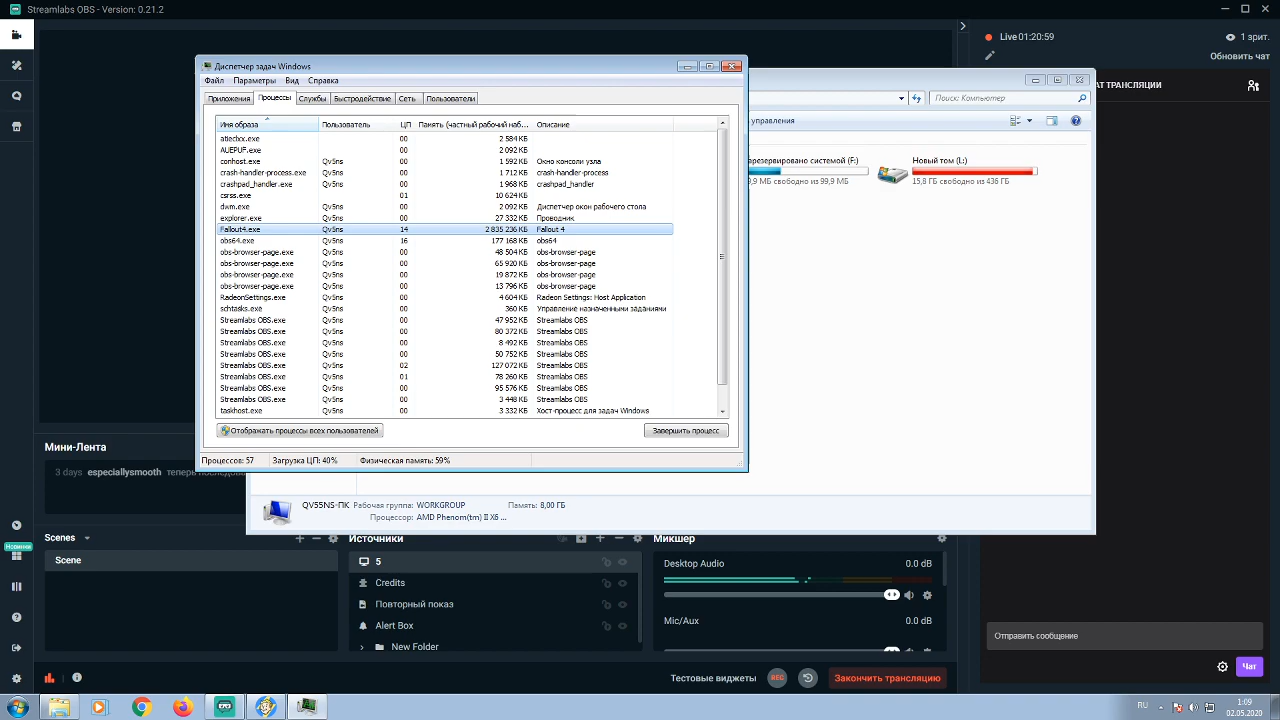 Streamlabs OBS - Version: 0.21.2
Live 01:20:59
1 зрит.
Обновить чат
АТ ТРАНСЛЯЦИИ
Диспетчер задач Windows
Файл Параметры Вид Справка
Приложения Процессы Службы Быстродействие Сеть Пользователи
Имя образа Пользователь ЦП Память (частный рабочий наб... Описание
atieclxx.exe 00 2 584 КБ
AUEPUF.exe 00 2 092 КБ
conhost.exe Qv5ns 00 1 592 КБ Окно консоли узла
crash-handler-process.exe Qv5ns 00 1 712 КБ crash-handler-process
crashpad_handler.exe Qv5ns 00 1 968 КБ crashpad_handler
csrss.exe 01 10 624 КБ
dwm.exe Qv5ns 00 2 092 КБ Диспетчер окон рабочего стола
explorer.exe Qv5ns 00 27 332 КБ Проводник
Fallout4.exe Qv5ns 14 2 835 236 КБ Fallout 4
obs64.exe Qv5ns 16 177 168 КБ obs64
obs-browser-page.exe Qv5ns 00 48 504 КБ obs-browser-page
obs-browser-page.exe Qv5ns 00 65 920 КБ obs-browser-page
obs-browser-page.exe Qv5ns 00 19 872 КБ obs-browser-page
obs-browser-page.exe Qv5ns 00 13 796 КБ obs-browser-page
RadeonSettings.exe Qv5ns 00 4 604 КБ Radeon Settings: Host Application
schtasks.exe Qv5ns 00 360 КБ Управление назначенными заданиями
Streamlabs OBS.exe Qv5ns 00 47 952 КБ Streamlabs OBS
Streamlabs OBS.exe Qv5ns 00 80 372 КБ Streamlabs OBS
Streamlabs OBS.exe Qv5ns 00 8 492 КБ Streamlabs OBS
Streamlabs OBS.exe Qv5ns 00 50 752 КБ Streamlabs OBS
Streamlabs OBS.exe Qv5ns 02 127 072 КБ Streamlabs OBS
Streamlabs OBS.exe Qv5ns 01 78 260 КБ Streamlabs OBS
Streamlabs OBS.exe Qv5ns 00 95 576 КБ Streamlabs OBS
Streamlabs OBS.exe Qv5ns 00 3 448 КБ Streamlabs OBS
taskhost.exe Qv5ns 00 3 332 КБ Хост-процесс для задач Windows
Отображать процессы всех пользователей
Завершить процесс
Процессов: 57 Загрузка ЦП: 40% Физическая память: 59%
Поиск: Компьютер
управления
арезервировано системой (F:)
9,9 МБ свободно из 99,9 МБ
Новый том (L:)
15,8 ГБ свободно из 436 ГБ
QV55NS-ПК Рабочая группа: WORKGROUP Память: 8,00 ГБ
Процессор: AMD Phenom(tm) II X6 ...
Мини-Лента
3 days especiallysmooth теперь последов
Новинки
Scenes
Scene
Источники
5
Credits
Повторный показ
Alert Box
New Folder
Микшер
Desktop Audio 0.0 dB
Mic/Aux 0.0 dB
Тестовые виджеты
REC
Закончить трансляцию
Отправить сообщение
Чат
RU
1:09
02.05.2020